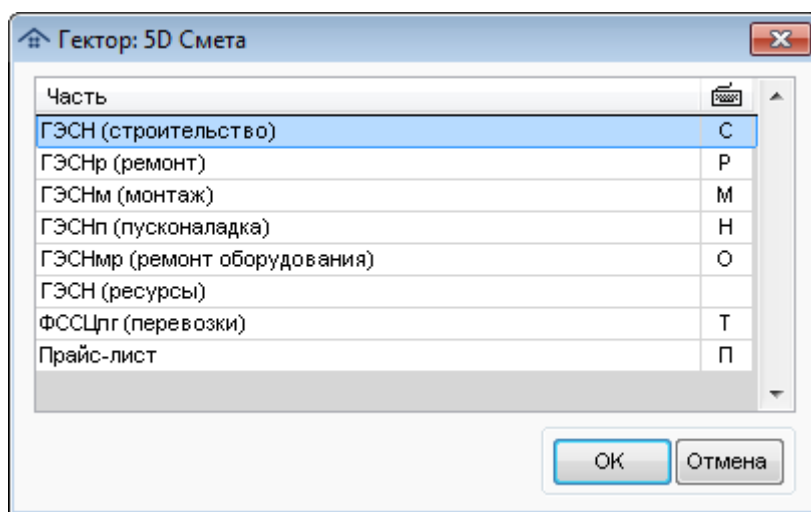 Гектор: 5D Смета
Часть
ГЭСН (строительство) С
ГЭСНр (ремонт) Р
ГЭСНм (монтаж) М
ГЭСНп (пусконаладка) Н
ГЭСНмр (ремонт оборудования) О
ГЭСН (ресурсы)
ФССЦпг (перевозки) Т
Прайс-лист П
ОК Отмена